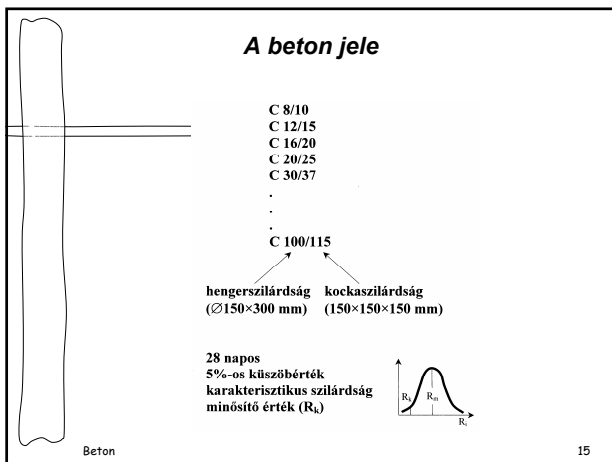 A beton jele
C 8/10
C 12/15
C 16/20
C 20/25
C 30/37
.
.
.
C 100/115
hengerszilárdság kockaszilárdság
(∅150×300 mm) (150×150×150 mm)
28 napos
5%-os küszöbérték
karakterisztikus szilárdság
minősítő érték (Rk)
Rk Rm
Ri
Beton 15